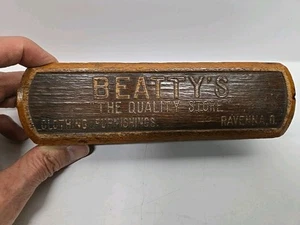 BEATTY'S
THE QUALITY STORE
CLOTHING FURNISHINGS. RAVENNA, O.